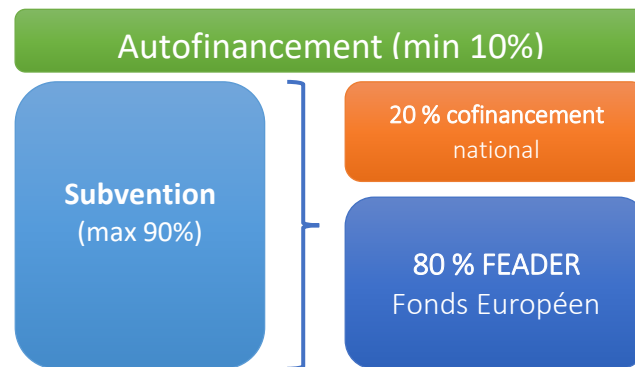 Autofinancement (min 10%)
Subvention
(max 90%)
20 % cofinancement
national
80 % FEADER
Fonds Européen